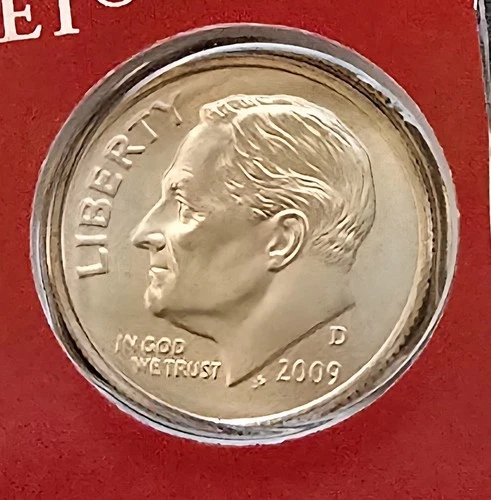 LIBERTY
IN GOD
WE TRUST
D
2009